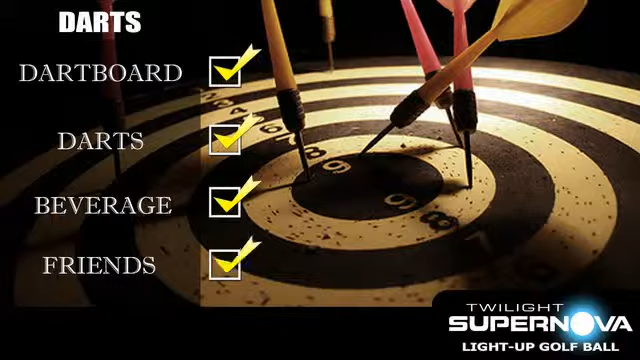 DARTS
DARTBOARD
DARTS
BEVERAGE
FRIENDS
TWILIGHT
SUPERNOVA
LIGHT-UP GOLF BALL